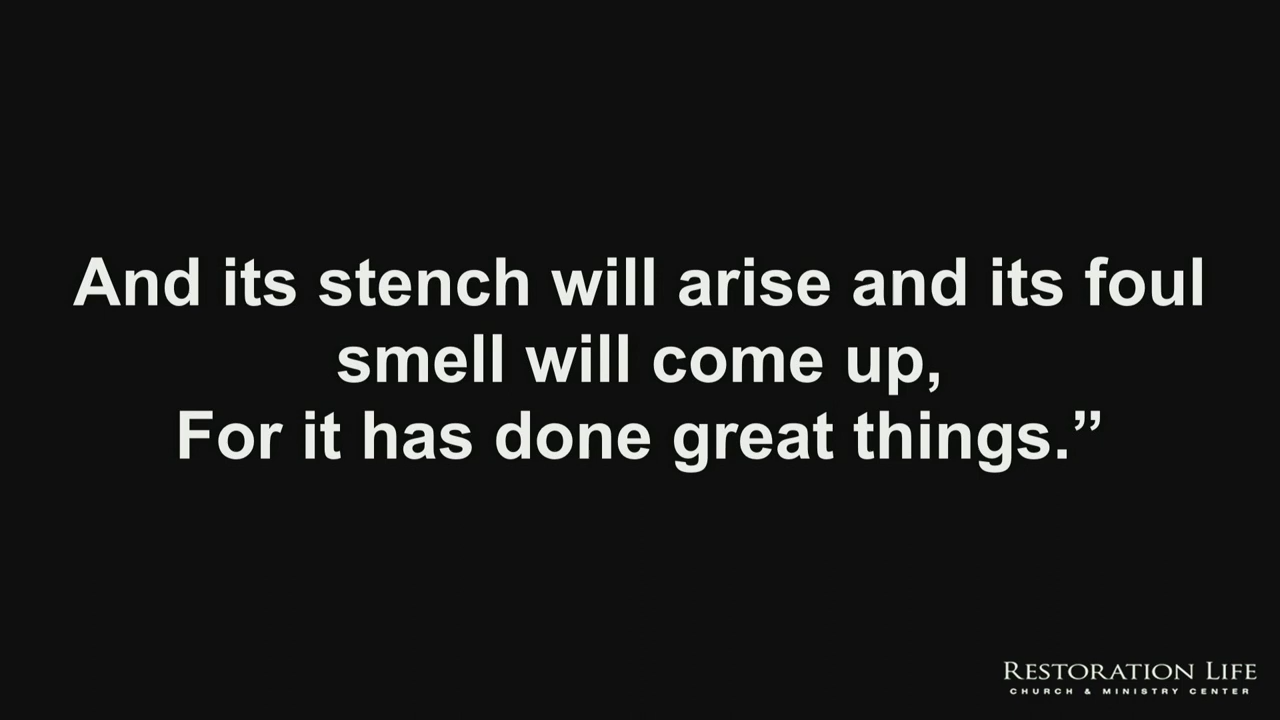 And its stench will arise and its foul
smell will come up,
For it has done great things.”
RESTORATION LIFE
CHURCH & MINISTRY CENTER